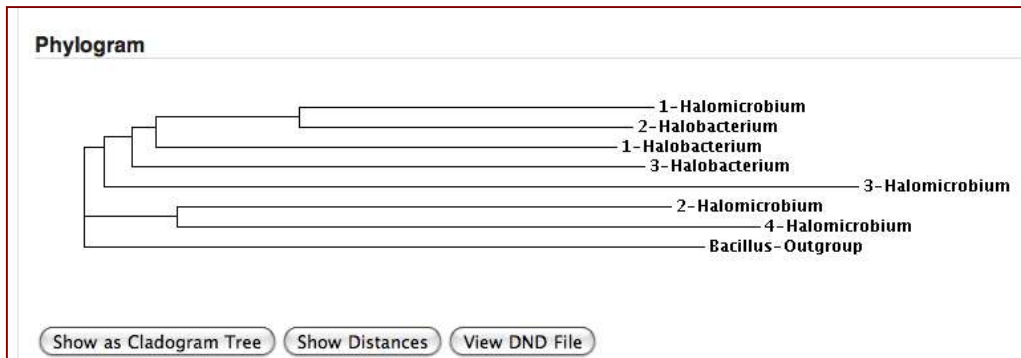 Phylogram
1-Halomicrobium
2-Halobacterium
1-Halobacterium
3-Halobacterium
3-Halomicrobium
2-Halomicrobium
4-Halomicrobium
Bacillus-Outgroup
Show as Cladogram Tree Show Distances View DND File